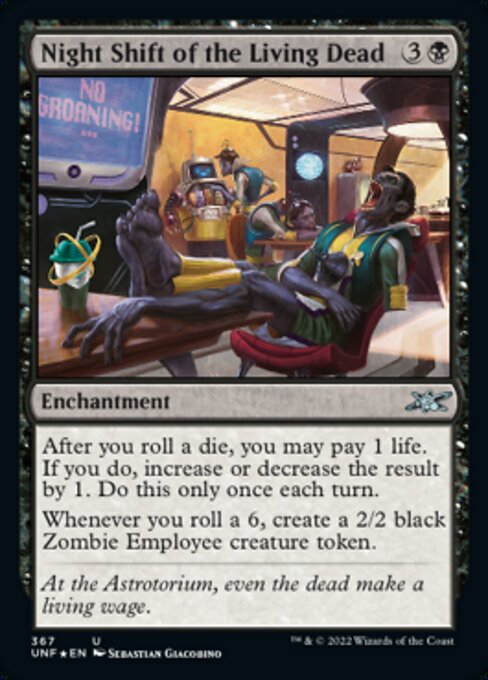 Night Shift of the Living Dead 3
NO
GROANING!
Enchantment
After you roll a die, you may pay 1 life.
If you do, increase or decrease the result
by 1. Do this only once each turn.
Whenever you roll a 6, create a 2/2 black
Zombie Employee creature token.
At the Astrotorium, even the dead make a
living wage.
367 U
UNF★EN Sebastian Giacobino
™ & © 2022 Wizards of the Coast